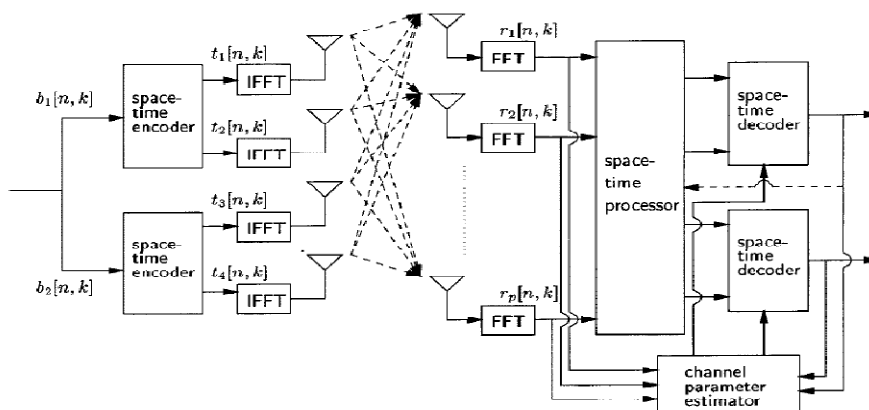 t₁[n, k]
IFFT
b₁[n, k]
space-
time
encoder
t₂[n, k]
IFFT
t₃[n, k]
IFFT
space-
time
encoder
b₂[n, k]
t₄[n, k]
IFFT
r₁[n, k]
FFT
r₂[n, k]
FFT
rₚ[n, k]
FFT
space-
time
processor
space-
time
decoder
space-
time
decoder
channel
parameter
estimator